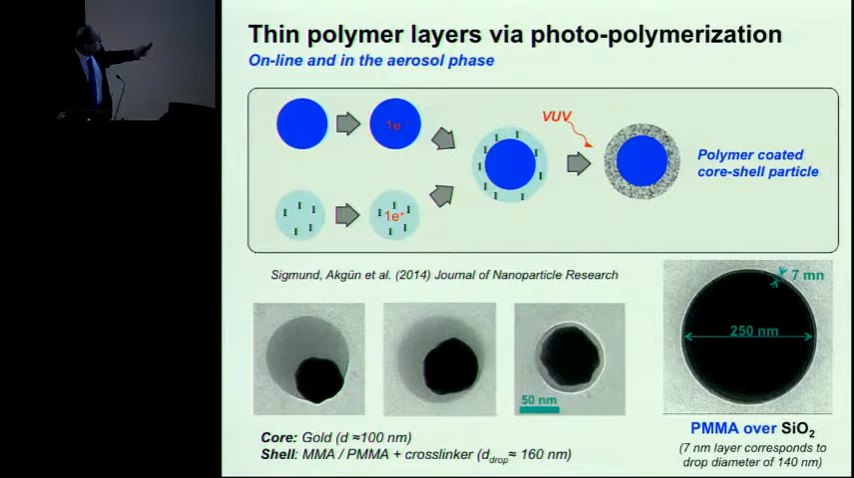 Thin polymer layers via photo-polymerization
On-line and in the aerosol phase
1e⁻
VUV
I I I I I I I I I
Polymer coated
core-shell particle
I I I I I
1e⁺
I I I I I
Sigmund, Akgün et al. (2014) Journal of Nanoparticle Research
7 mn
250 nm
50 nm
PMMA over SiO₂
(7 nm layer corresponds to
drop diameter of 140 nm)
Core: Gold (d ≈100 nm)
Shell: MMA / PMMA + crosslinker (d_drop ≈ 160 nm)